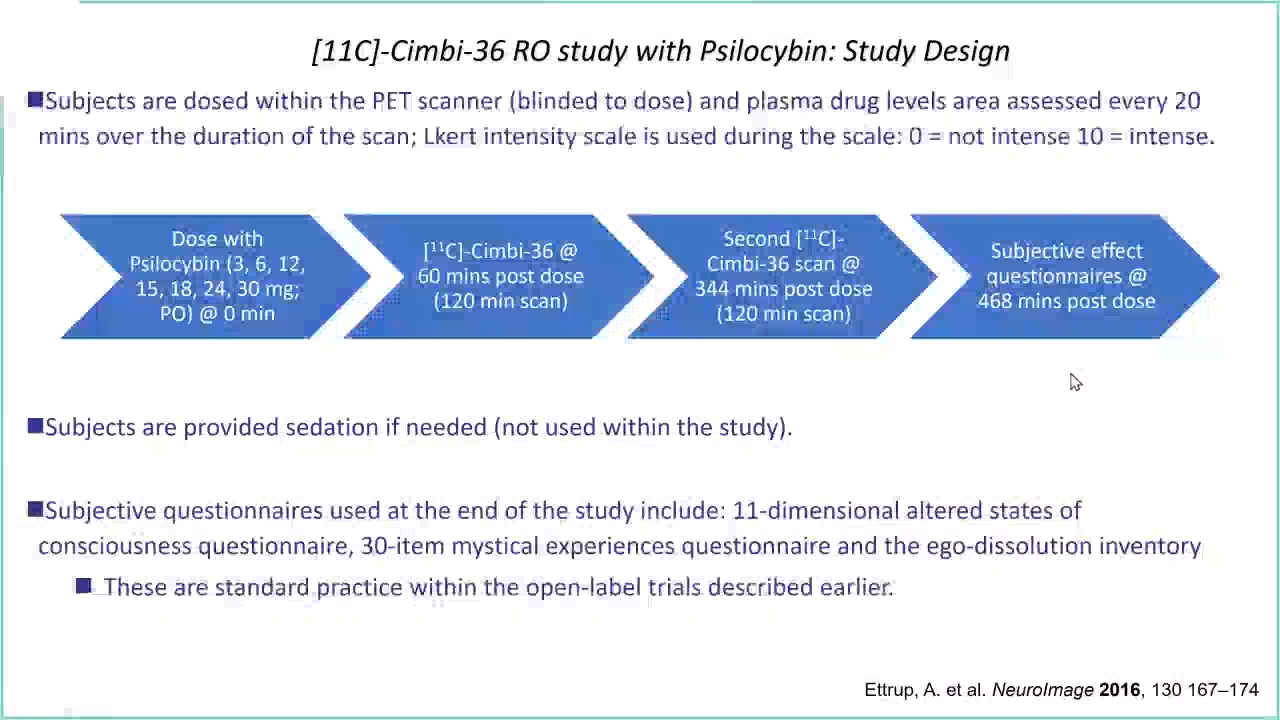 [11C]-Cimbi-36 RO study with Psilocybin: Study Design
■Subjects are dosed within the PET scanner (blinded to dose) and plasma drug levels area assessed every 20
mins over the duration of the scan; Lkert intensity scale is used during the scale: 0 = not intense 10 = intense.
Dose with
Psilocybin (3, 6, 12,
15, 18, 24, 30 mg;
PO) @ 0 min
[¹¹C]-Cimbi-36 @
60 mins post dose
(120 min scan)
Second [¹¹C]-
Cimbi-36 scan @
344 mins post dose
(120 min scan)
Subjective effect
questionnaires @
468 mins post dose
■Subjects are provided sedation if needed (not used within the study).
■Subjective questionnaires used at the end of the study include: 11-dimensional altered states of
consciousness questionnaire, 30-item mystical experiences questionnaire and the ego-dissolution inventory
■ These are standard practice within the open-label trials described earlier.
Ettrup, A. et al. NeuroImage 2016, 130 167–174